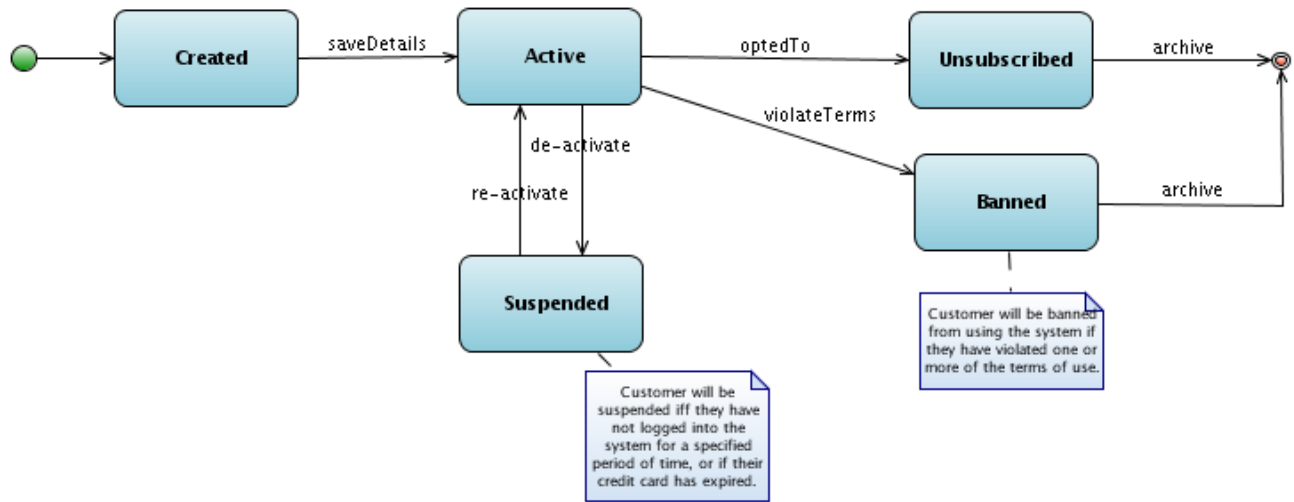 Created
saveDetails
Active
optedTo
Unsubscribed
archive
violateTerms
de-activate
re-activate
Banned
archive
Suspended
Customer will be banned
from using the system if
they have violated one or
more of the terms of use.
Customer will be
suspended iff they have
not logged into the
system for a specified
period of time, or if their
credit card has expired.